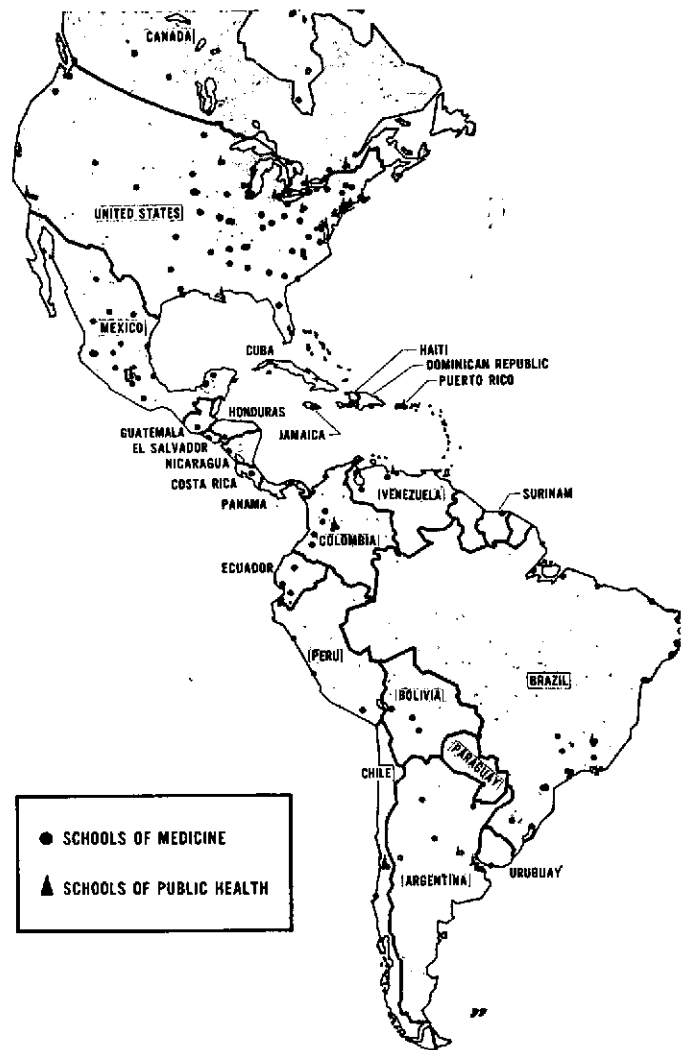 CANADA
UNITED STATES
MEXICO
CUBA
HAITI
DOMINICAN REPUBLIC
PUERTO RICO
HONDURAS
JAMAICA
GUATEMALA
EL SALVADOR
NICARAGUA
COSTA RICA
PANAMA
VENEZUELA
SURINAM
COLOMBIA
ECUADOR
PERU
BRAZIL
BOLIVIA
PARAGUAY
CHILE
URUGUAY
ARGENTINA
SCHOOLS OF MEDICINE
SCHOOLS OF PUBLIC HEALTH